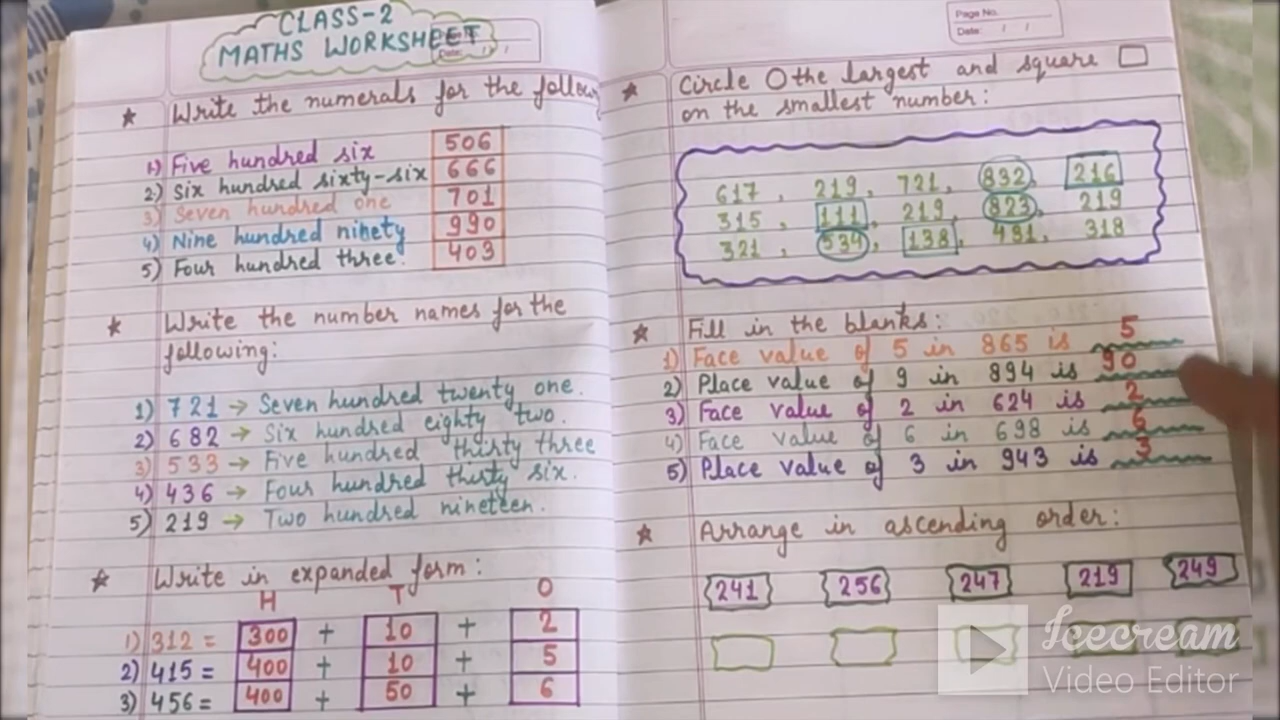 CLASS-2
MATHS WORKSHEET
Date: / /
★ Write the numerals for the follow
1) Five hundred six 506
2) Six hundred sixty-six 666
3) Seven hundred one 701
4) Nine hundred ninety 990
5) Four hundred three. 403
★ Write the number names for the
following:
1) 721 → Seven hundred twenty one.
2) 682 → Six hundred eighty two.
3) 533 → Five hundred thirty three
4) 436 → Four hundred thirty six.
5) 219 → Two hundred nineteen.
★ Write in expanded form:
H T O
1) 312 = 300 + 10 + 2
2) 415 = 400 + 10 + 5
3) 456 = 400 + 50 + 6
Page No.
Date: / /
★ Circle O the largest and square □
on the smallest number:
617, 219, 721, 832, 216
315, 111, 219, 823, 219
321, 534, 138, 431, 318
★ Fill in the blanks:
1) Face value of 5 in 865 is 5
2) Place value of 9 in 894 is 90
3) Face value of 2 in 624 is 2
4) Face value of 6 in 698 is 6
5) Place value of 3 in 943 is 3
★ Arrange in ascending order:
241 256 247 219 249
Icecream
Video Editor